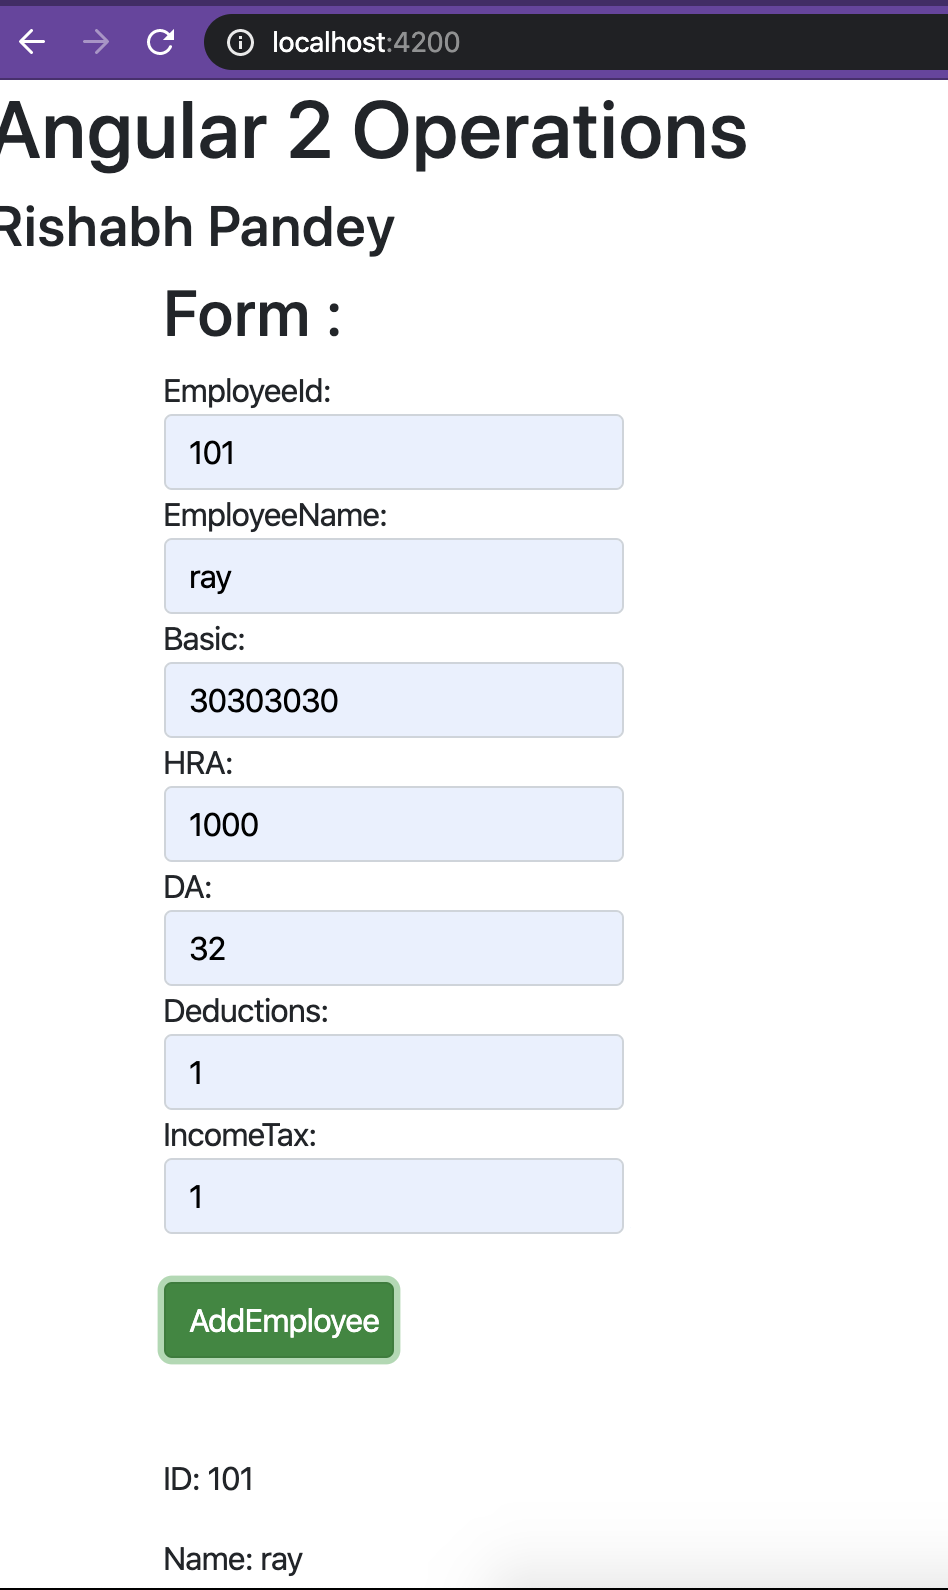 localhost:4200
Angular 2 Operations
Rishabh Pandey
Form :
EmployeeId:
101
EmployeeName:
ray
Basic:
30303030
HRA:
1000
DA:
32
Deductions:
1
IncomeTax:
1
AddEmployee
ID: 101
Name: ray